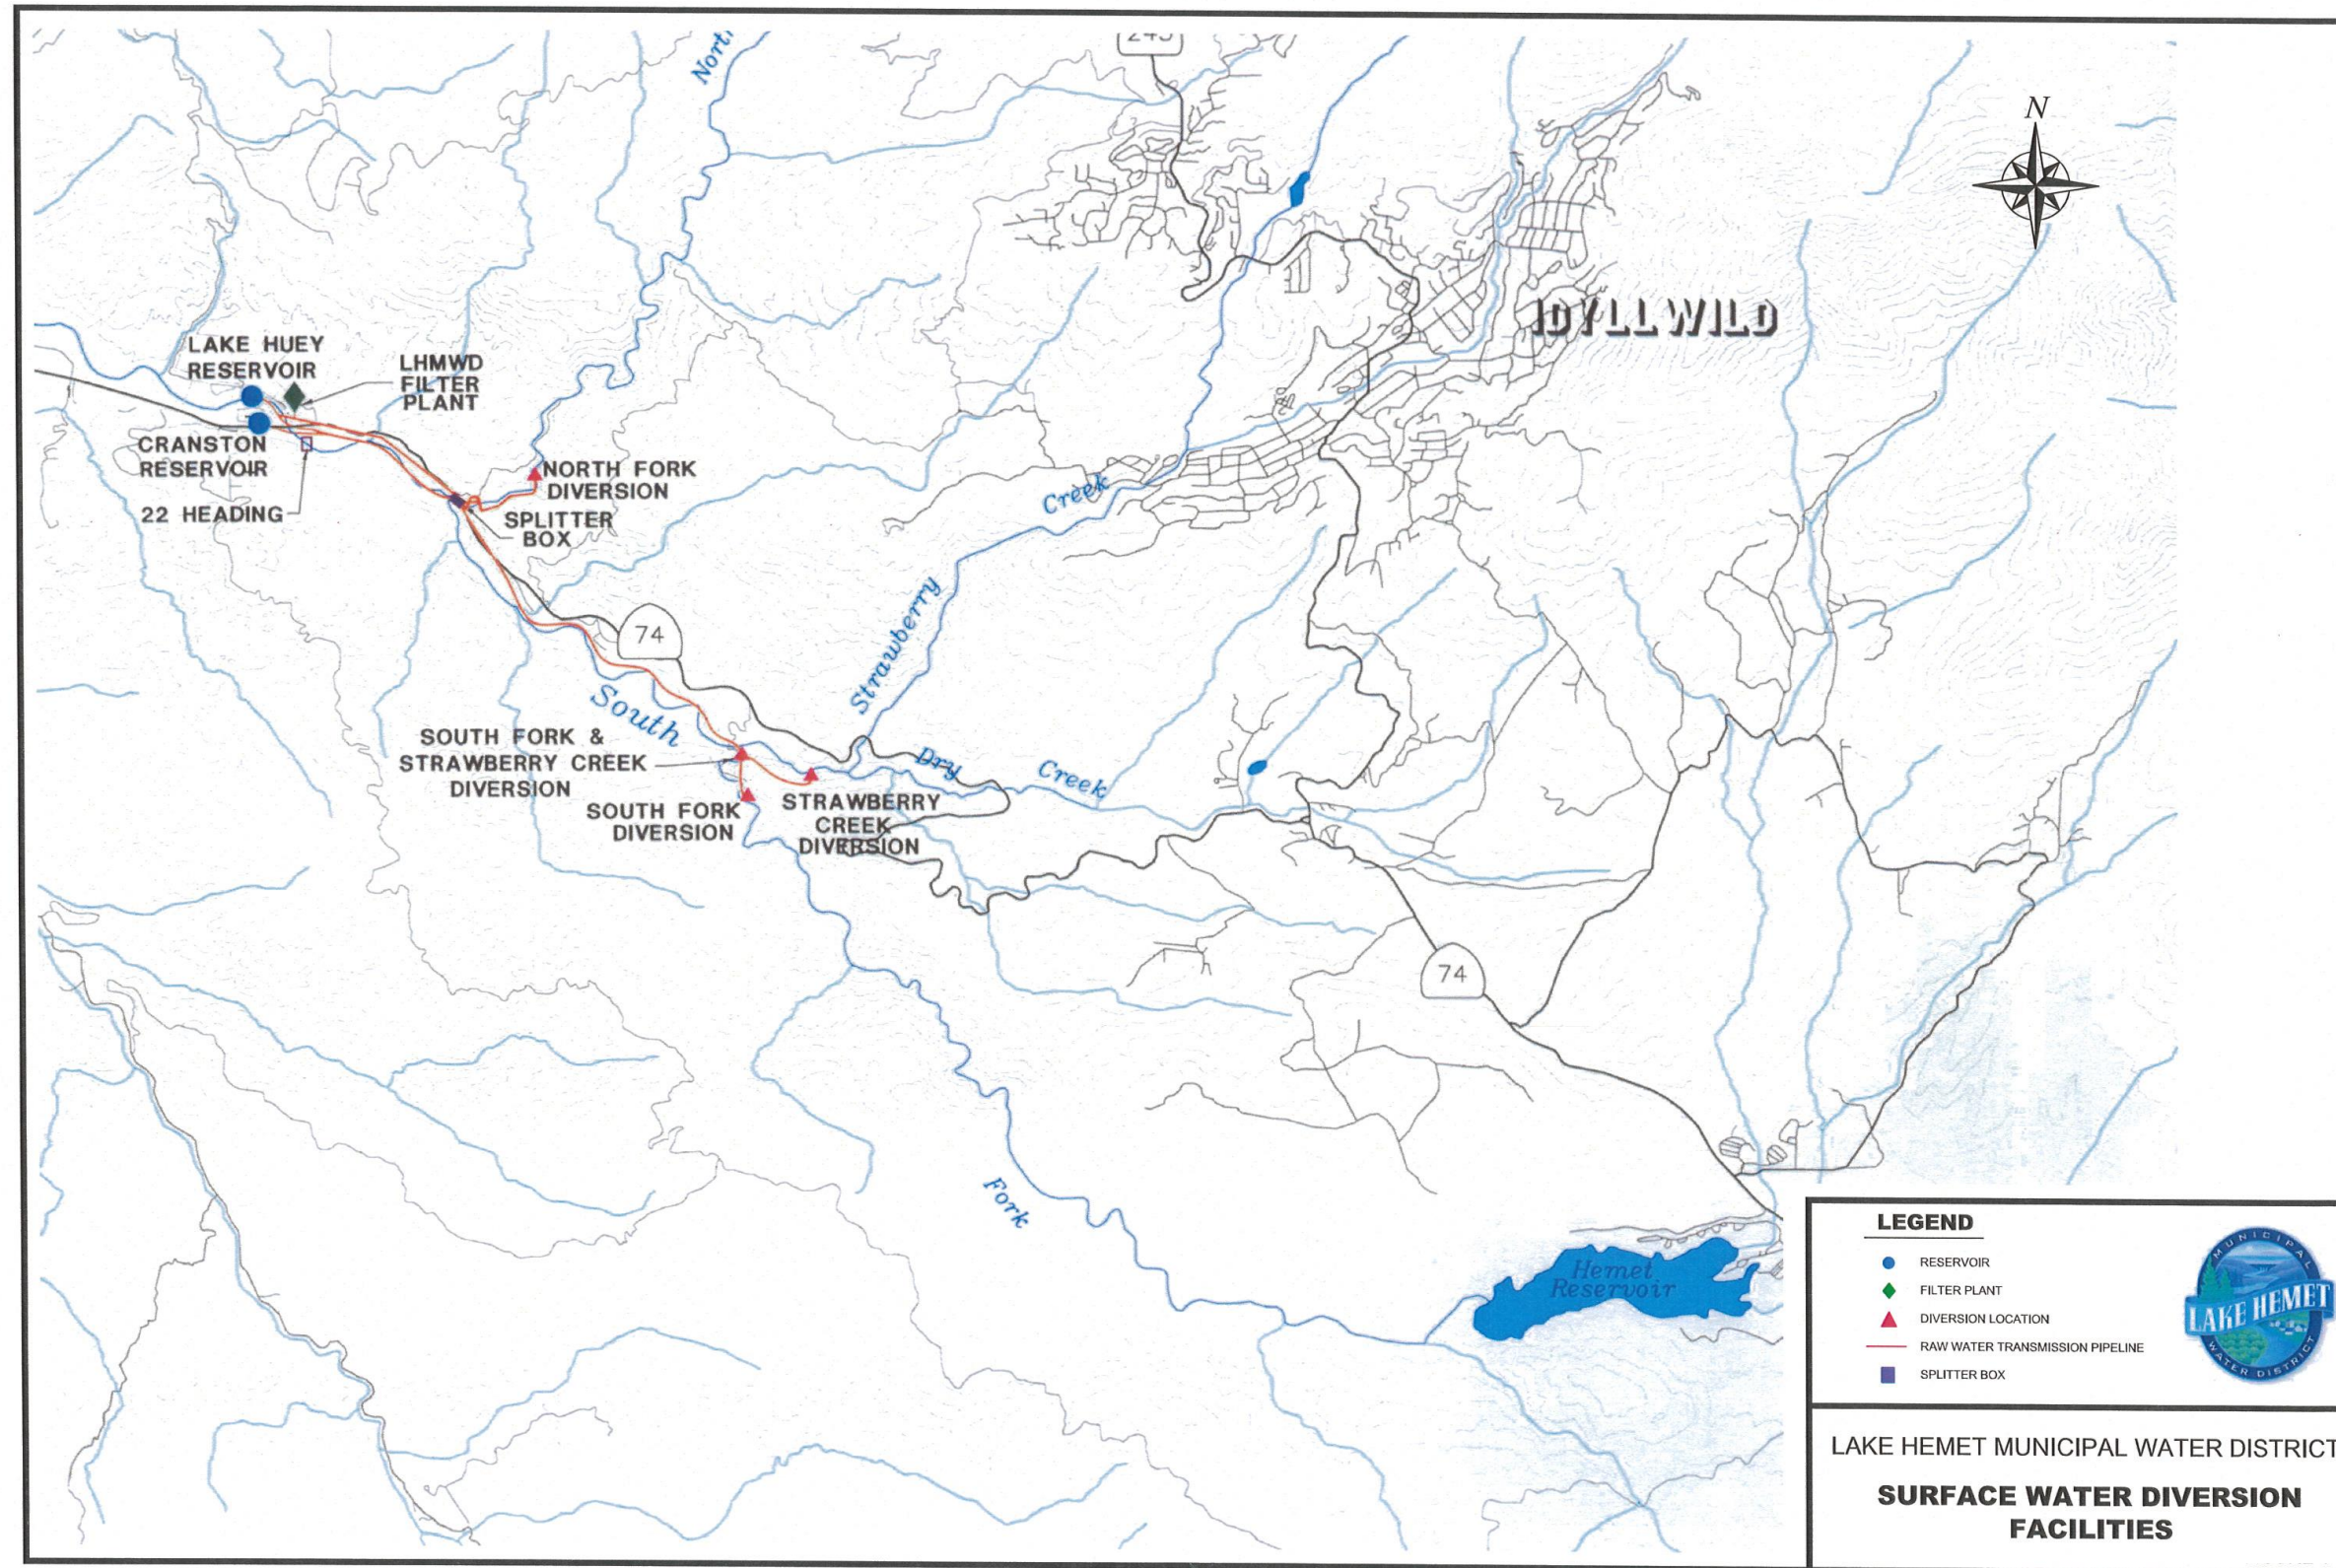 North
243
N
IDYLLWILD
LAKE HUEY
RESERVOIR
LHMWD
FILTER
PLANT
CRANSTON
RESERVOIR
22 HEADING
NORTH FORK
DIVERSION
SPLITTER
BOX
Strawberry
Creek
74
South
SOUTH FORK &
STRAWBERRY CREEK
DIVERSION
SOUTH FORK
DIVERSION
STRAWBERRY
CREEK
DIVERSION
Dry
Creek
74
Fork
Hemet
Reservoir
LEGEND
RESERVOIR
FILTER PLANT
DIVERSION LOCATION
RAW WATER TRANSMISSION PIPELINE
SPLITTER BOX
MUNICIPAL
LAKE HEMET
WATER DISTRICT
LAKE HEMET MUNICIPAL WATER DISTRICT
SURFACE WATER DIVERSION
FACILITIES